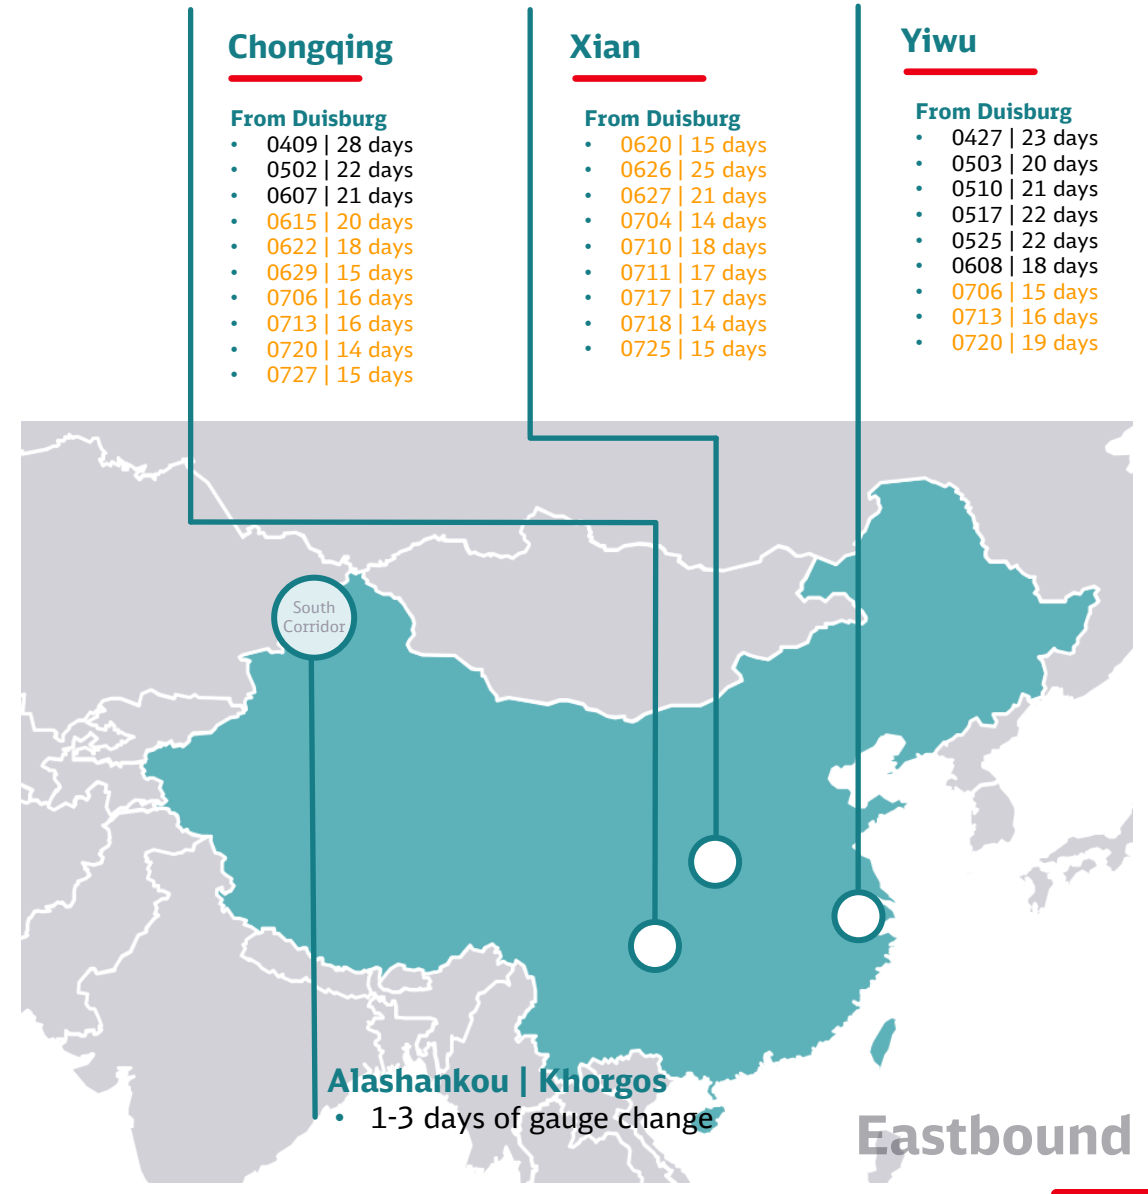 Chongqing
From Duisburg
• 0409 | 28 days
• 0502 | 22 days
• 0607 | 21 days
• 0615 | 20 days
• 0622 | 18 days
• 0629 | 15 days
• 0706 | 16 days
• 0713 | 16 days
• 0720 | 14 days
• 0727 | 15 days
Xian
From Duisburg
• 0620 | 15 days
• 0626 | 25 days
• 0627 | 21 days
• 0704 | 14 days
• 0710 | 18 days
• 0711 | 17 days
• 0717 | 17 days
• 0718 | 14 days
• 0725 | 15 days
Yiwu
From Duisburg
• 0427 | 23 days
• 0503 | 20 days
• 0510 | 21 days
• 0517 | 22 days
• 0525 | 22 days
• 0608 | 18 days
• 0706 | 15 days
• 0713 | 16 days
• 0720 | 19 days
South
Corridor
Alashankou | Khorgos
• 1-3 days of gauge change
Eastbound